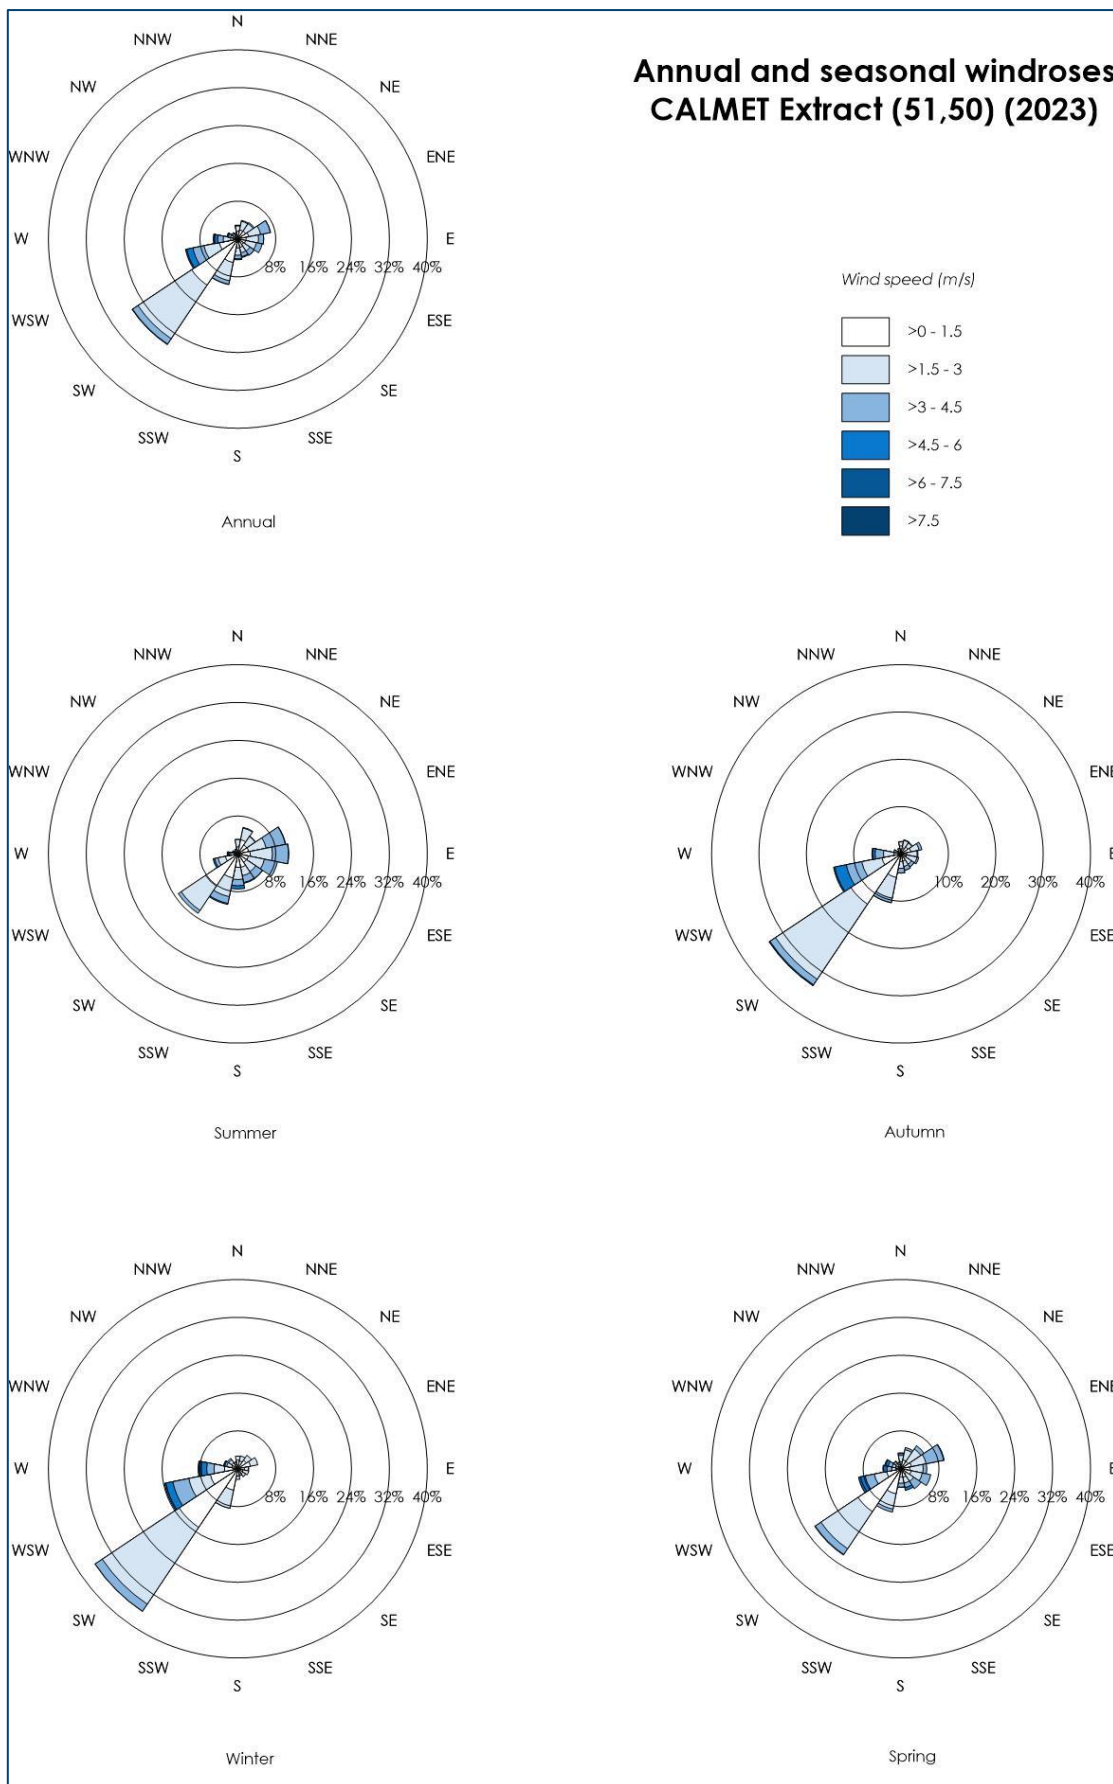 Annual and seasonal windroses
CALMET Extract (51,50) (2023)
N
NNW NNE
NW NE
WNW ENE
W E
8% 16% 24% 32% 40%
WSW ESE
SW SE
SSW SSE
S
Annual
Wind speed (m/s)
>0 - 1.5
>1.5 - 3
>3 - 4.5
>4.5 - 6
>6 - 7.5
>7.5
N
NNW NNE
NW NE
WNW ENE
W E
8% 16% 24% 32% 40%
WSW ESE
SW SE
SSW SSE
S
Summer
N
NNW NNE
NW NE
WNW ENE
W E
10% 20% 30% 40%
WSW ESE
SW SE
SSW SSE
S
Autumn
N
NNW NNE
NW NE
WNW ENE
W E
8% 16% 24% 32% 40%
WSW ESE
SW SE
SSW SSE
S
Winter
N
NNW NNE
NW NE
WNW ENE
W E
8% 16% 24% 32% 40%
WSW ESE
SW SE
SSW SSE
S
Spring